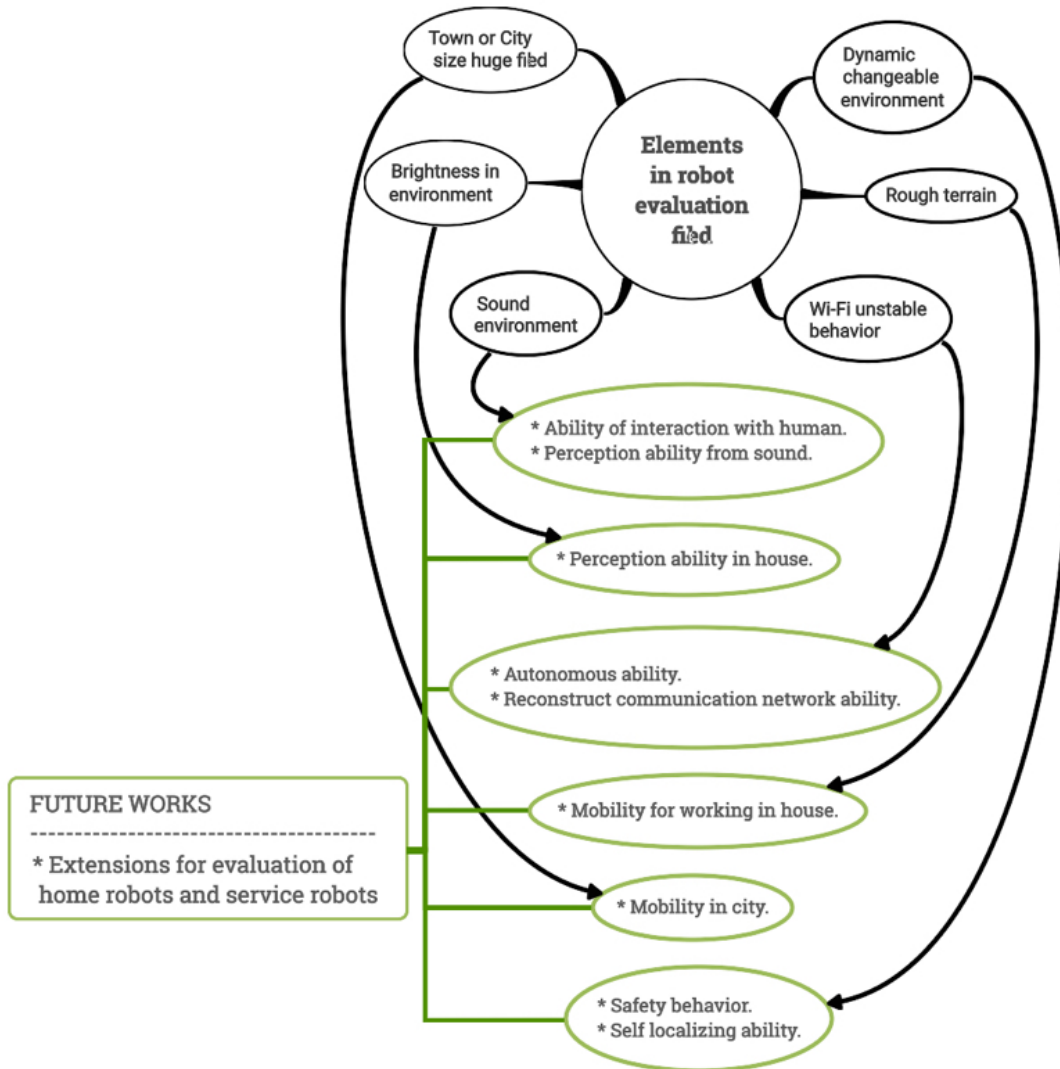 Town or City
size huge
Dynamic
changeable
environment
Elements
in robot
evaluation
Brightness in
environment
Rough terrain
Sound
environment
Wi-Fi unstable
behavior
* Ability of interaction with human.
* Perception ability from sound.
* Perception ability in house.
* Autonomous ability.
* Reconstruct communication network ability.
FUTURE WORKS
---------------------------------------
* Extensions for evaluation of
home robots and service robots
* Mobility for working in house.
* Mobility in city.
* Safety behavior.
* Self localizing ability.